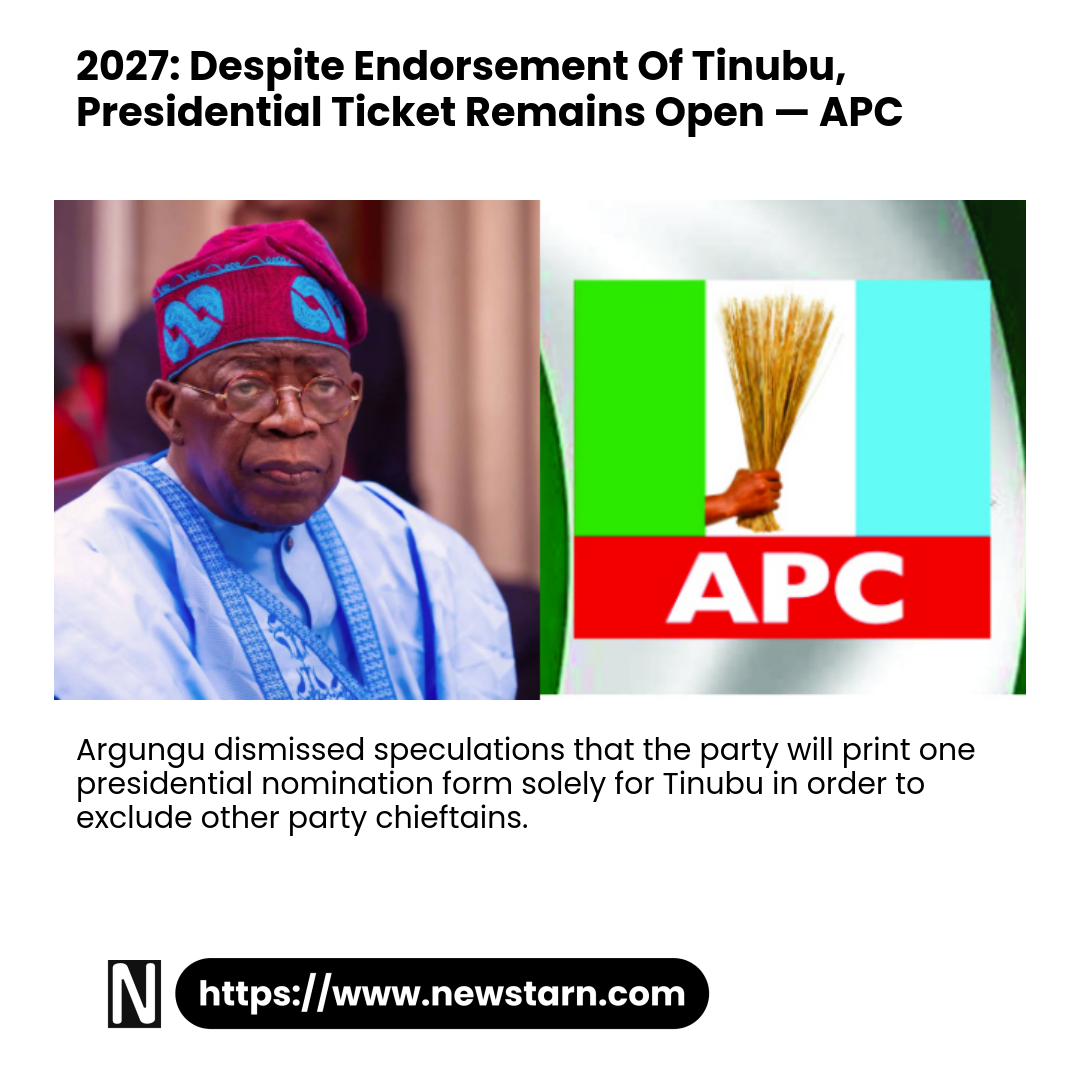 2027: Despite Endorsement Of Tinubu,
Presidential Ticket Remains Open — APC
APC
Argungu dismissed speculations that the party will print one
presidential nomination form solely for Tinubu in order to
exclude other party chieftains.
N
https://www.newstarn.com